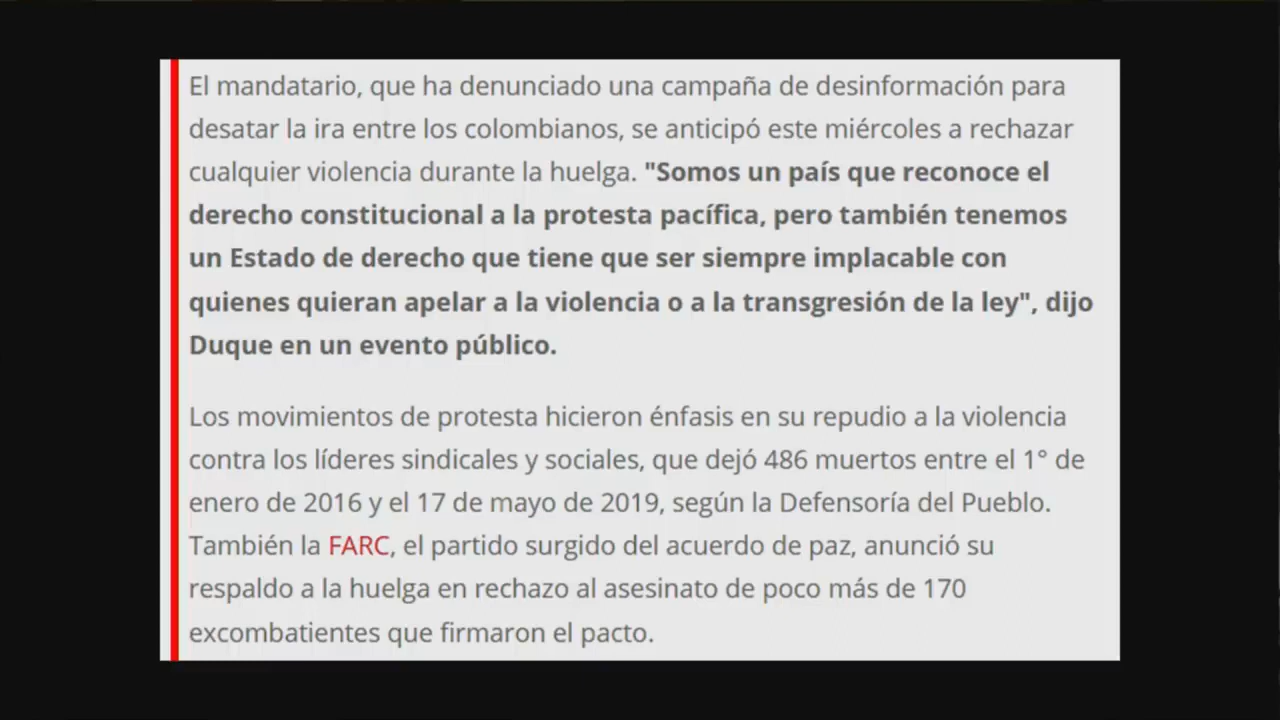 El mandatario, que ha denunciado una campaña de desinformación para
desatar la ira entre los colombianos, se anticipó este miércoles a rechazar
cualquier violencia durante la huelga. "Somos un país que reconoce el
derecho constitucional a la protesta pacífica, pero también tenemos
un Estado de derecho que tiene que ser siempre implacable con
quienes quieran apelar a la violencia o a la transgresión de la ley", dijo
Duque en un evento público.
Los movimientos de protesta hicieron énfasis en su repudio a la violencia
contra los líderes sindicales y sociales, que dejó 486 muertos entre el 1° de
enero de 2016 y el 17 de mayo de 2019, según la Defensoría del Pueblo.
También la FARC, el partido surgido del acuerdo de paz, anunció su
respaldo a la huelga en rechazo al asesinato de poco más de 170
excombatientes que firmaron el pacto.